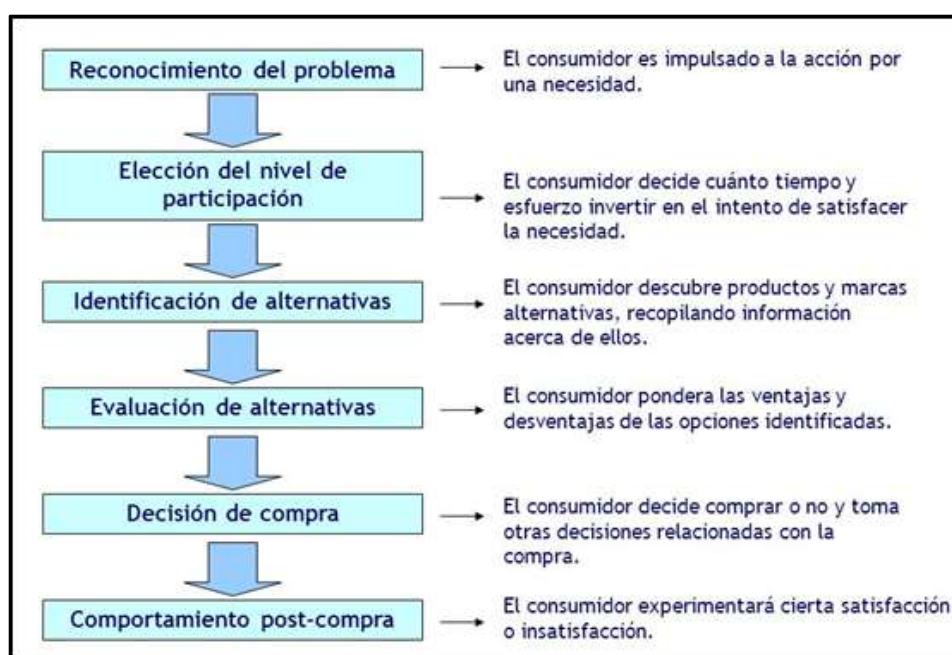 Reconocimiento del problema
El consumidor es impulsado a la acción por
una necesidad.
Elección del nivel de
participación
El consumidor decide cuánto tiempo y
esfuerzo invertir en el intento de satisfacer
la necesidad.
Identificación de alternativas
El consumidor descubre productos y marcas
alternativas, recopilando información
acerca de ellos.
Evaluación de alternativas
El consumidor pondera las ventajas y
desventajas de las opciones identificadas.
Decisión de compra
El consumidor decide comprar o no y toma
otras decisiones relacionadas con la
compra.
Comportamiento post-compra
El consumidor experimentará cierta satisfacción
o insatisfacción.